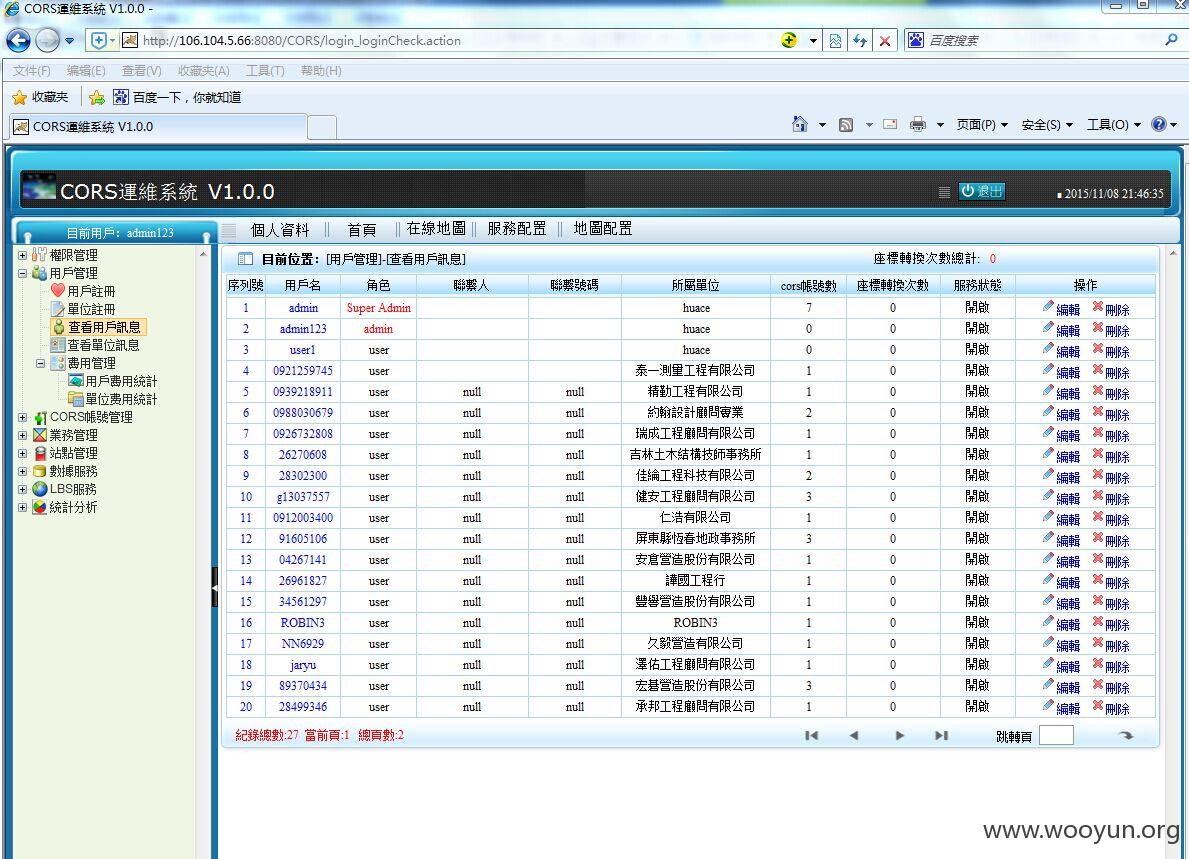 CORS運維系統 V1.0.0 -
http://106.104.5.66:8080/CORS/login_loginCheck.action
百度搜索
文件(F) 编辑(E) 查看(V) 收藏夹(A) 工具(T) 帮助(H)
收藏夹 百度一下，你就知道
CORS運維系統 V1.0.0
页面(P) 安全(S) 工具(O)
CORS運維系統 V1.0.0
退出
2015/11/08 21:46:35
目前用戶: admin123
個人資料 首頁 在線地圖 服務配置 地圖配置
權限管理
用戶管理
用戶註冊
單位註冊
查看用戶訊息
查看單位訊息
费用管理
用戶费用統計
單位费用統計
CORS帳號管理
業務管理
站點管理
數據服務
LBS服務
統計分析
目前位置: [用戶管理]-[查看用戶訊息] 座標轉換次數總計: 0
序列號 用戶名 角色 聯繫人 聯繫號碼 所屬單位 cors帳號數 座標轉換次數 服務狀態 操作
1 admin Super Admin huace 7 0 開啟 編輯 刪除
2 admin123 admin huace 0 0 開啟 編輯 刪除
3 user1 user huace 0 0 開啟 編輯 刪除
4 0921259745 user 泰一測量工程有限公司 1 0 開啟 編輯 刪除
5 0939218911 user null null 精勤工程有限公司 1 0 開啟 編輯 刪除
6 0988030679 user null null 約翰設計顧問實業 2 0 開啟 編輯 刪除
7 0926732808 user null null 瑞成工程顧問有限公司 1 0 開啟 編輯 刪除
8 26270608 user null null 吉林土木結構技師事務所 1 0 開啟 編輯 刪除
9 28302300 user null null 佳綸工程科技有限公司 2 0 開啟 編輯 刪除
10 g13037557 user null null 健安工程顧問有限公司 3 0 開啟 編輯 刪除
11 0912003400 user null null 仁浩有限公司 1 0 開啟 編輯 刪除
12 91605106 user null null 屏東縣恆春地政事務所 3 0 開啟 編輯 刪除
13 04267141 user null null 安倉營造股份有限公司 1 0 開啟 編輯 刪除
14 26961827 user null null 譁國工程行 1 0 開啟 編輯 刪除
15 34561297 user null null 豐譽營造股份有限公司 1 0 開啟 編輯 刪除
16 ROBIN3 user null null ROBIN3 1 0 開啟 編輯 刪除
17 NN6929 user null null 久毅營造有限公司 1 0 開啟 編輯 刪除
18 jaryu user null null 澤佑工程顧問有限公司 1 0 開啟 編輯 刪除
19 89370434 user null null 宏碁營造股份有限公司 3 0 開啟 編輯 刪除
20 28499346 user null null 承邦工程顧問有限公司 1 0 開啟 編輯 刪除
紀錄總數:27 當前頁:1 總頁數:2 跳轉頁
www.wooyun.org